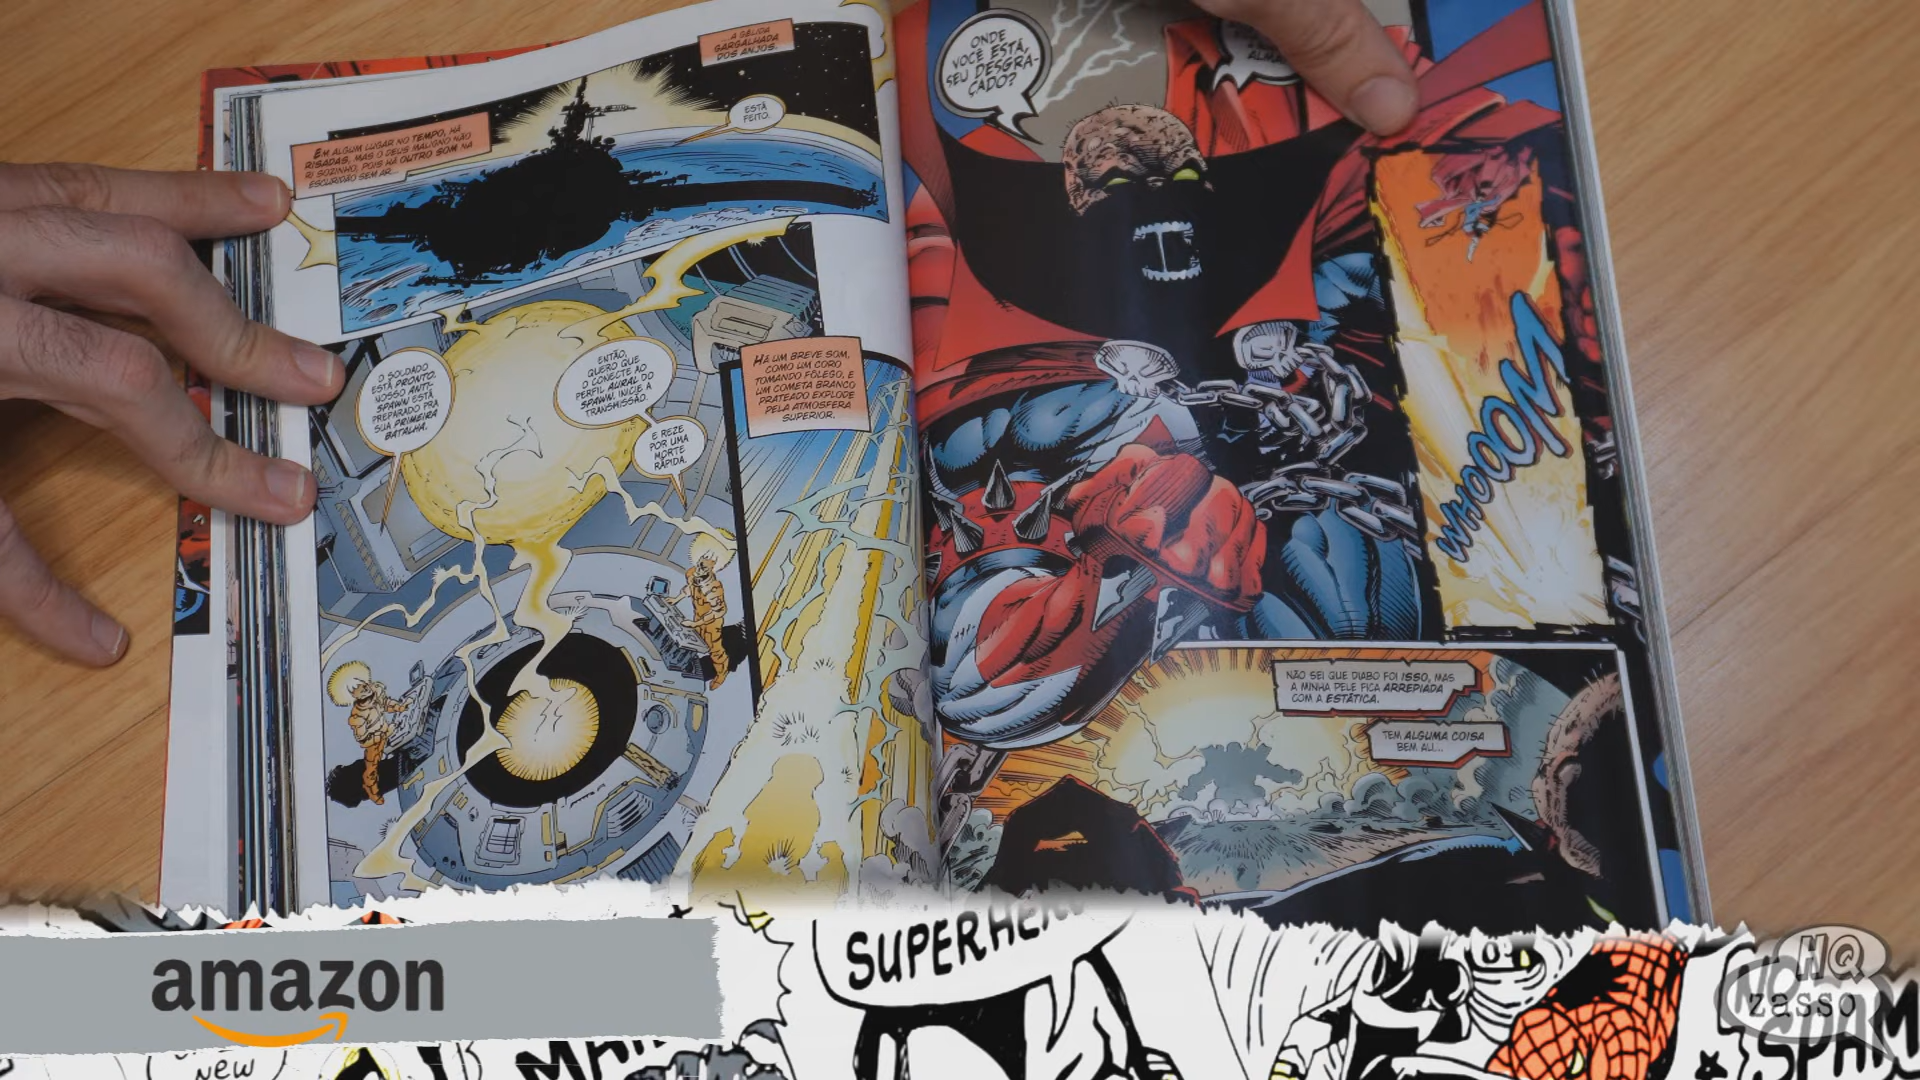 ...A GÉLIDA
GARGALHADA
DOS ANJOS.
EM ALGUM LUGAR NO TEMPO, HÁ
RISADAS, MAS O DEUS MALIGNO NÃO
RI SOZINHO, POIS HÁ OUTRO SOM NA
ESCURIDÃO SEM AR...
ESTÁ
FEITO.
O SOLDADO
ESTÁ PRONTO.
NOSSO ANTI-
SPAWN ESTÁ
PREPARADO PRA
SUA PRIMEIRA
BATALHA.
ENTÃO,
QUERO QUE
O CONECTE AO
PERFIL AURAL DO
SPAWN. INICIE A
TRANSMISSÃO.
E REZE
POR UMA
MORTE
RÁPIDA.
HÁ UM BREVE SOM,
COMO UM CORO
TOMANDO FÔLEGO, E
UM COMETA BRANCO
PRATEADO EXPLODE
PELA ATMOSFERA
SUPERIOR.
ONDE
VOCÊ ESTÁ,
SEU DESGRA-
ÇADO?
WHOOOOM
NÃO SEI QUE DIABO FOI ISSO, MAS
A MINHA PELE FICA ARREPIADA
COM A ESTÁTICA.
TEM ALGUMA COISA
BEM ALI...
amazon
SUPERHE
NEW
HQ
zasso